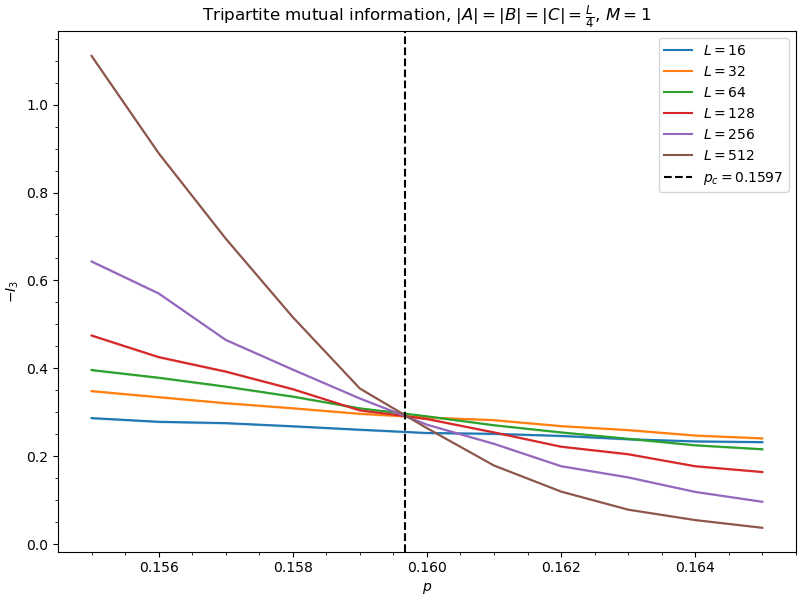 Tripartite mutual information, |A| = |B| = |C| = L/4, M = 1
−I₃
1.0
0.8
0.6
0.4
0.2
0.0
0.156
0.158
0.160
0.162
0.164
p
L = 16
L = 32
L = 64
L = 128
L = 256
L = 512
p_c = 0.1597